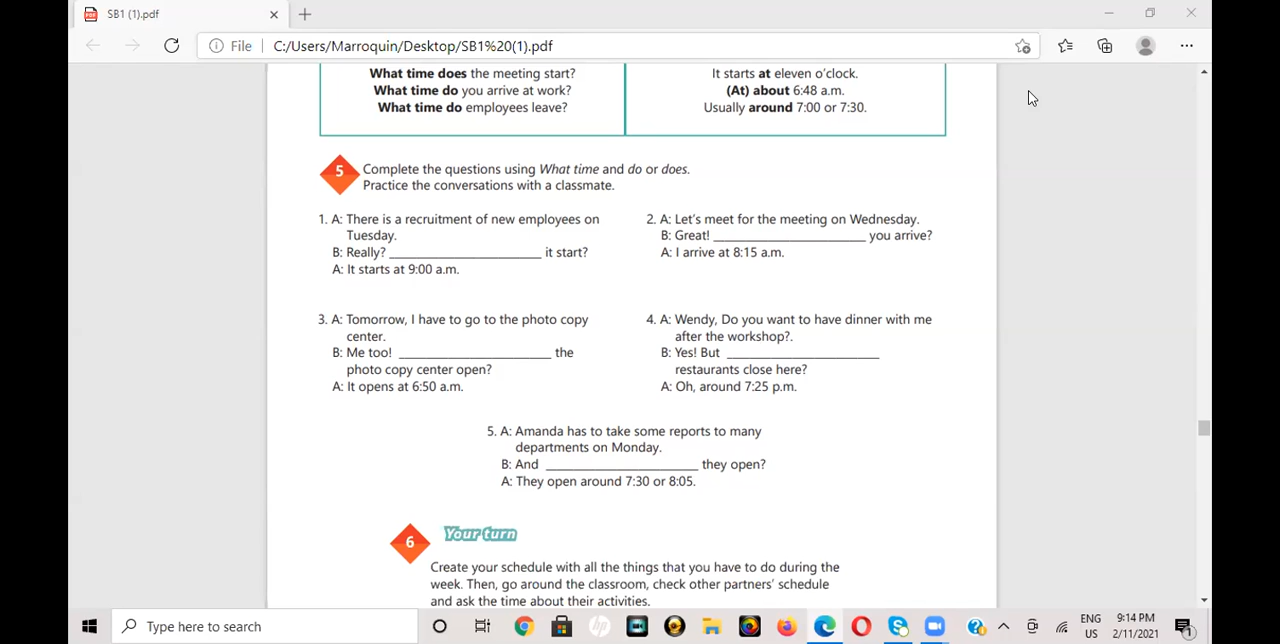 SB1 (1).pdf
File
C:/Users/Marroquin/Desktop/SB1%20(1).pdf
What time does the meeting start?
What time do you arrive at work?
What time do employees leave?
It starts at eleven o'clock.
(At) about 6:48 a.m.
Usually around 7:00 or 7:30.
5
Complete the questions using What time and do or does.
Practice the conversations with a classmate.
1. A: There is a recruitment of new employees on
Tuesday.
B: Really? ______________________ it start?
A: It starts at 9:00 a.m.
2. A: Let's meet for the meeting on Wednesday.
B: Great! ______________________ you arrive?
A: I arrive at 8:15 a.m.
3. A: Tomorrow, I have to go to the photo copy
center.
B: Me too! ______________________ the
photo copy center open?
A: It opens at 6:50 a.m.
4. A: Wendy, Do you want to have dinner with me
after the workshop?.
B: Yes! But ______________________
restaurants close here?
A: Oh, around 7:25 p.m.
5. A: Amanda has to take some reports to many
departments on Monday.
B: And ______________________ they open?
A: They open around 7:30 or 8:05.
6
Your turn
Create your schedule with all the things that you have to do during the
week. Then, go around the classroom, check other partners' schedule
and ask the time about their activities.
Type here to search
ENG
US
9:14 PM
2/11/2021